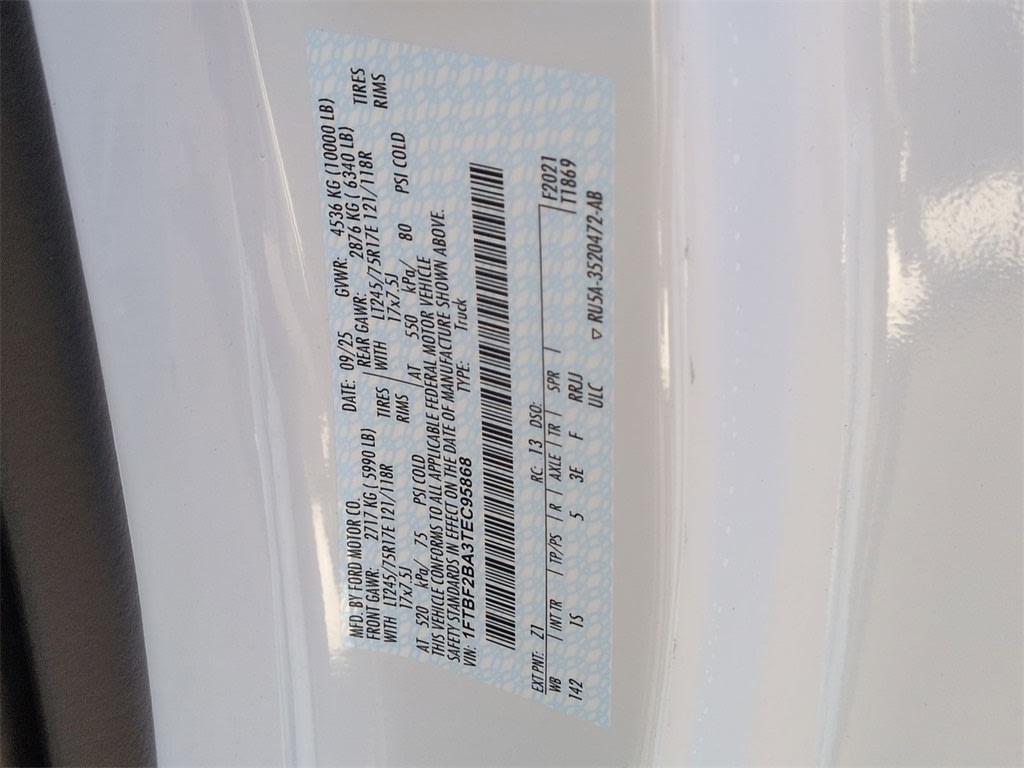 MFD. BY FORD MOTOR CO.
DATE: 09/25 GVWR: 4536 KG (10000 LB)
FRONT GAWR: 2717 KG ( 5990 LB) REAR GAWR: 2876 KG ( 6340 LB)
WITH LT245/75R17E 121/118R TIRES WITH LT245/75R17E 121/118R TIRES
17x7.5J RIMS 17x7.5J RIMS
AT 520 kPa/ 75 PSI COLD AT 550 kPa/ 80 PSI COLD
THIS VEHICLE CONFORMS TO ALL APPLICABLE FEDERAL MOTOR VEHICLE
SAFETY STANDARDS IN EFFECT ON THE DATE OF MANUFACTURE SHOWN ABOVE.
VIN: 1FTBF2BA3TEC95868 TYPE: Truck
EXT PNT: Z1 RC: 13 DSO: F2021
WB INT TR TP/PS R AXLE TR SPR T1869
142 TS 5 3E F RRJJ
ULC ▽ RU5A-3520472-AB